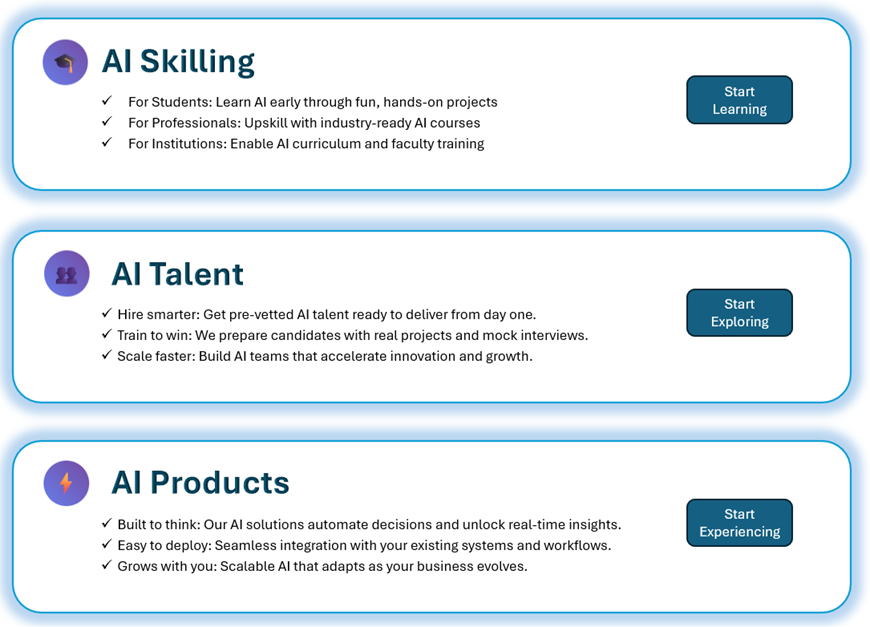 AI Skilling
✓ For Students: Learn AI early through fun, hands-on projects
✓ For Professionals: Upskill with industry-ready AI courses
✓ For Institutions: Enable AI curriculum and faculty training
Start
Learning
AI Talent
✓ Hire smarter: Get pre-vetted AI talent ready to deliver from day one.
✓ Train to win: We prepare candidates with real projects and mock interviews.
✓ Scale faster: Build AI teams that accelerate innovation and growth.
Start
Exploring
AI Products
✓ Built to think: Our AI solutions automate decisions and unlock real-time insights.
✓ Easy to deploy: Seamless integration with your existing systems and workflows.
✓ Grows with you: Scalable AI that adapts as your business evolves.
Start
Experiencing